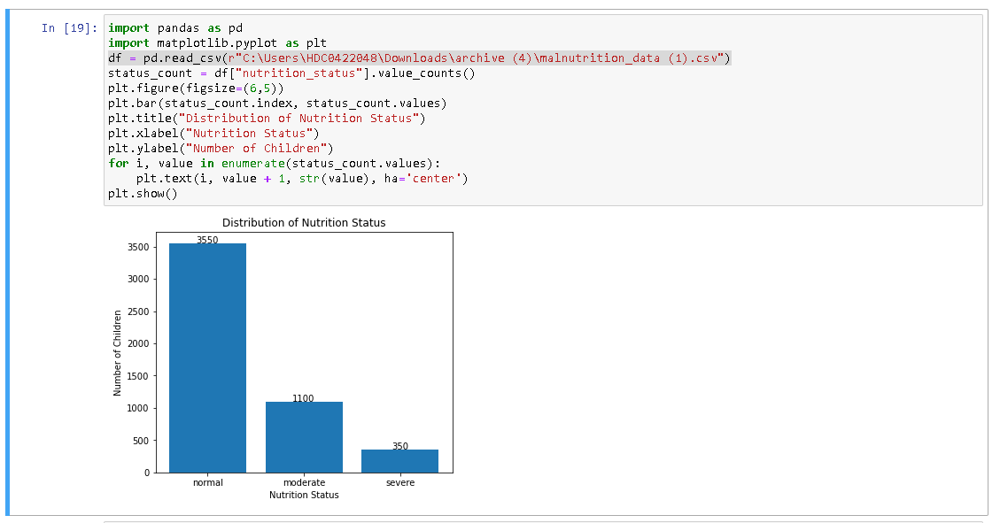 In [19]:
import pandas as pd
import matplotlib.pyplot as plt
df = pd.read_csv(r"C:\Users\HDC0422048\Downloads\archive (4)\malnutrition_data (1).csv")
status_count = df["nutrition_status"].value_counts()
plt.figure(figsize=(6,5))
plt.bar(status_count.index, status_count.values)
plt.title("Distribution of Nutrition Status")
plt.xlabel("Nutrition Status")
plt.ylabel("Number of Children")
for i, value in enumerate(status_count.values):
    plt.text(i, value + 1, str(value), ha='center')
plt.show()
Distribution of Nutrition Status
3550
1100
350
3500
3000
2500
2000
1500
1000
500
0
Number of Children
normal
moderate
severe
Nutrition Status